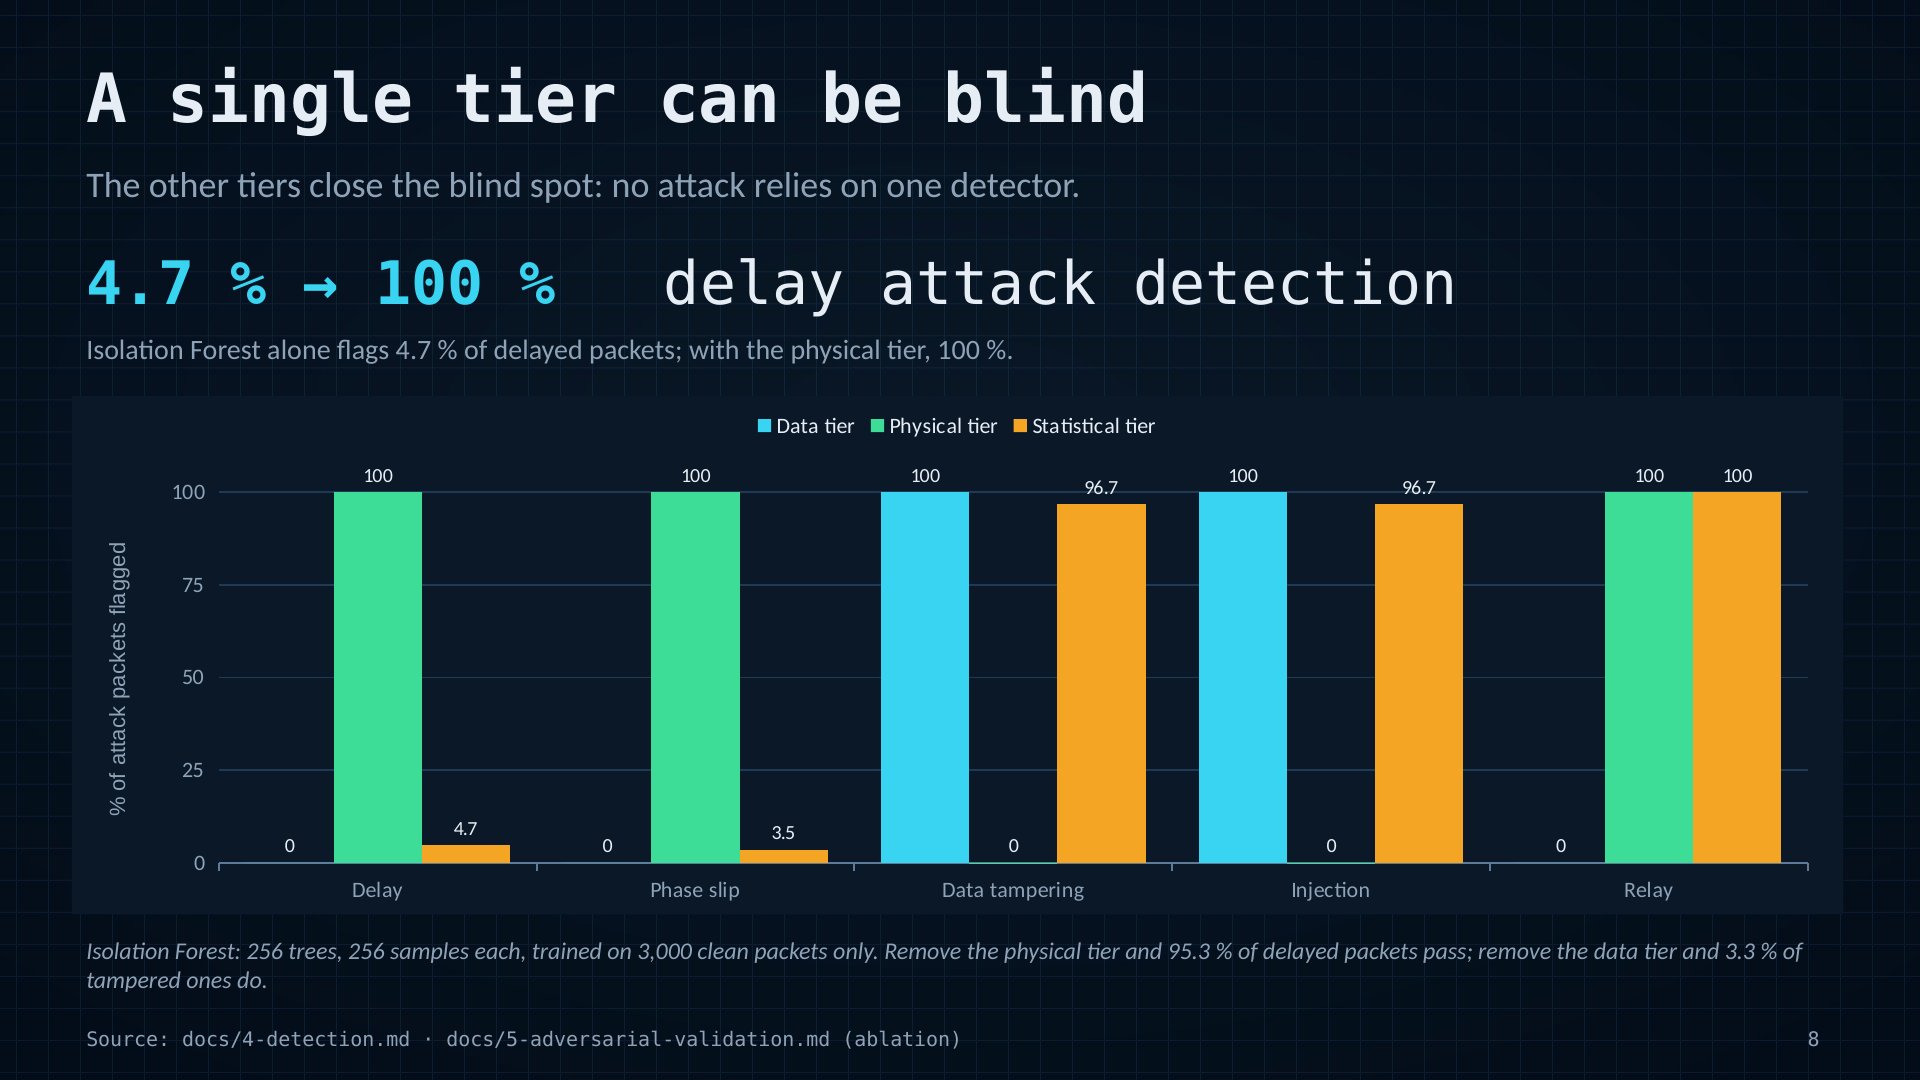 A single tier can be blind
The other tiers close the blind spot: no attack relies on one detector.
4.7 % → 100 % delay attack detection
Isolation Forest alone flags 4.7 % of delayed packets; with the physical tier, 100 %.
Data tier Physical tier Statistical tier
% of attack packets flagged
100
75
50
25
0
0 100 4.7
0 100 3.5
100 0 96.7
100 0 96.7
0 100 100
Delay Phase slip Data tampering Injection Relay
Isolation Forest: 256 trees, 256 samples each, trained on 3,000 clean packets only. Remove the physical tier and 95.3 % of delayed packets pass; remove the data tier and 3.3 % of
tampered ones do.
Source: docs/4-detection.md · docs/5-adversarial-validation.md (ablation)
8